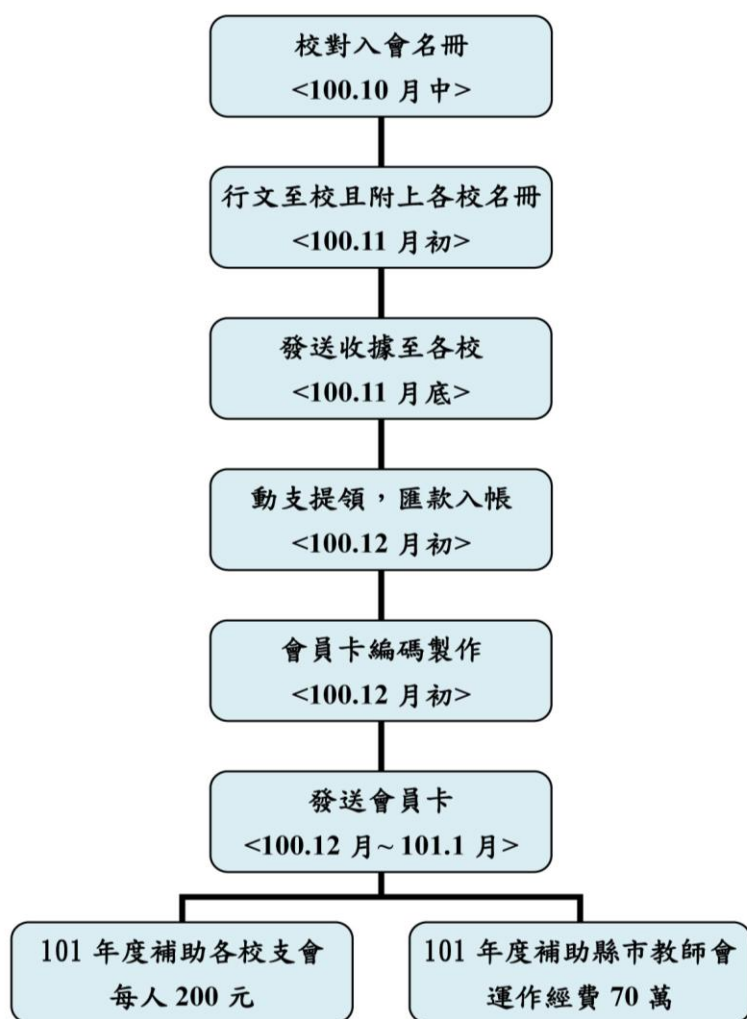 校對入會名冊
<100.10 月中>
行文至校且附上各校名冊
<100.11 月初>
發送收據至各校
<100.11 月底>
動支提領，匯款入帳
<100.12 月初>
會員卡編碼製作
<100.12 月初>
發送會員卡
<100.12 月~ 101.1 月>
101 年度補助各校支會
每人 200 元
101 年度補助縣市教師會
運作經費 70 萬